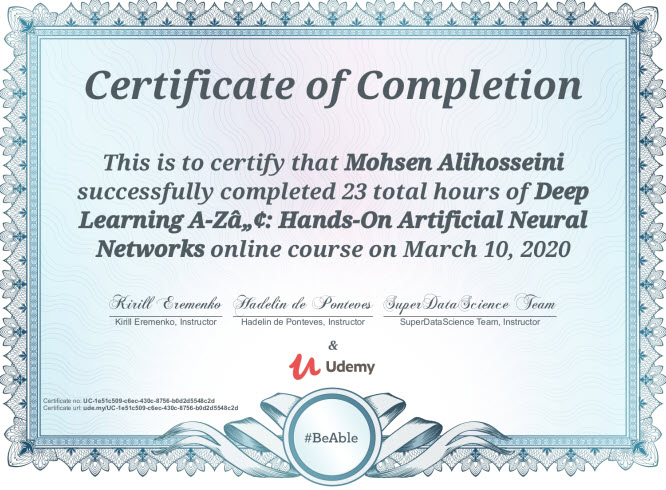 Certificate of Completion
This is to certify that Mohsen Alihosseini
successfully completed 23 total hours of Deep
Learning A-Zâ„¢: Hands-On Artificial Neural
Networks online course on March 10, 2020
Kirill Eremenko Hadelin de Ponteves SuperDataScience Team
Kirill Eremenko, Instructor Hadelin de Ponteves, Instructor SuperDataScience Team, Instructor
&
Udemy
Certificate no: UC-1e51c509-c6ec-430c-8756-b0d2d5548c2d
Certificate url: ude.my/UC-1e51c509-c6ec-430c-8756-b0d2d5548c2d
#BeAble